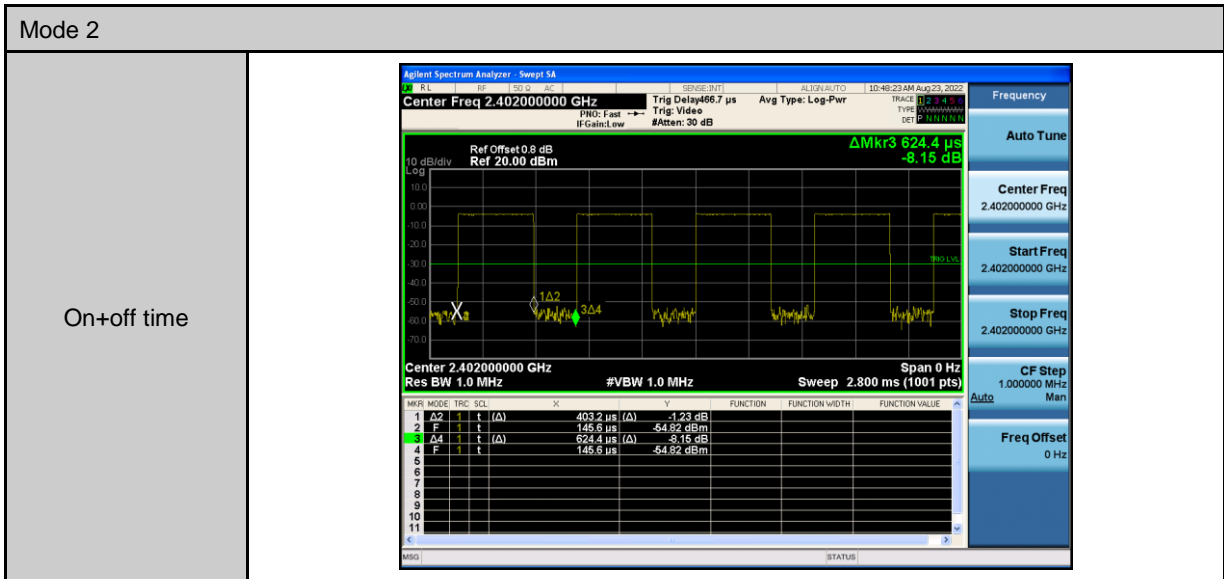 Mode 2
On+off time
Agilent Spectrum Analyzer - Swept SA
RL RF 50 Ω AC SENSE:INT ALIGN AUTO 10:48:23 AM Aug 23, 2022
Center Freq 2.402000000 GHz Trig Delay466.7 µs Avg Type: Log-Pwr TRACE 1 2 3 4 5 6
PNO: Fast Trig: Video TYPE
IFGain:Low #Atten: 30 dB DET P N N N N N
ΔMkr3 624.4 µs
-8.15 dB
Ref Offset 0.8 dB
10 dB/div Ref 20.00 dBm
Log
10.0
0.00
-10.0
-20.0
-30.0 TRIG LVL
-40.0
-50.0 1Δ2
-60.0 X 3Δ4
-70.0
Center 2.402000000 GHz Span 0 Hz
Res BW 1.0 MHz #VBW 1.0 MHz Sweep 2.800 ms (1001 pts)
MKR MODE TRC SCL X Y FUNCTION FUNCTION WIDTH FUNCTION VALUE
1 Δ2 1 t (Δ) 403.2 µs (Δ) -1.23 dB
2 F 1 t 145.6 µs -54.82 dBm
3 Δ4 1 t (Δ) 624.4 µs (Δ) -8.15 dB
4 F 1 t 145.6 µs -54.82 dBm
5
6
7
8
9
10
11
MSG STATUS
Frequency
Auto Tune
Center Freq
2.402000000 GHz
Start Freq
2.402000000 GHz
Stop Freq
2.402000000 GHz
CF Step
1.000000 MHz
Auto Man
Freq Offset
0 Hz